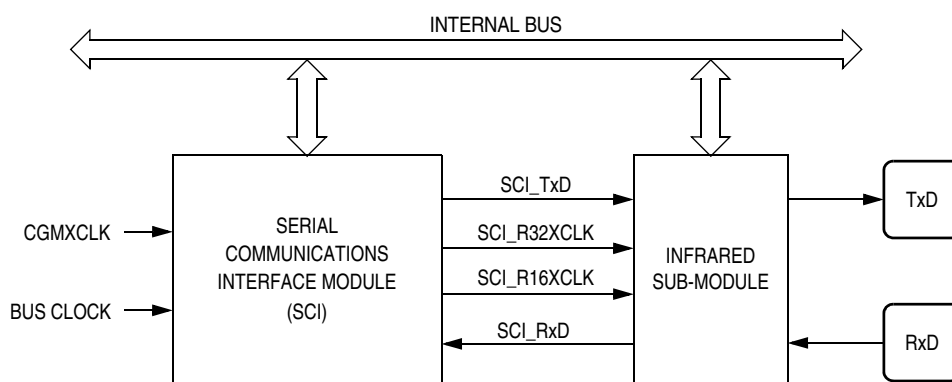 INTERNAL BUS
SCI_TxD
TxD
CGMXCLK
SERIAL
COMMUNICATIONS
INTERFACE MODULE
(SCI)
SCI_R32XCLK
INFRARED
SUB-MODULE
SCI_R16XCLK
BUS CLOCK
SCI_RxD
RxD